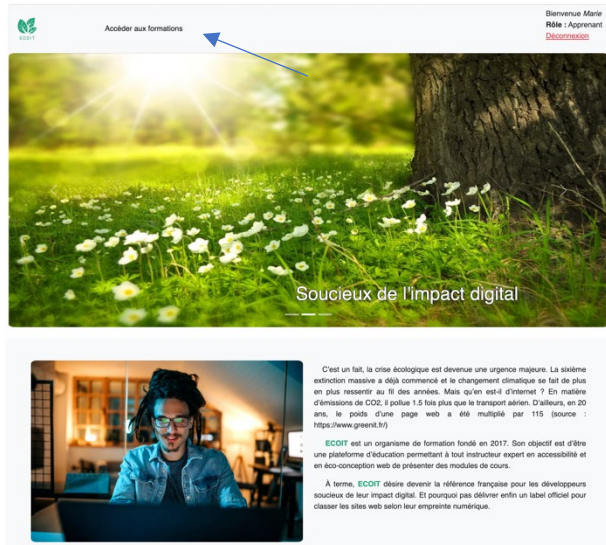 Bienvenue Marie
Rôle : Apprenant
Déconnexion
ECOIT
Accéder aux formations
Soucieux de l'impact digital
C'est un fait, la crise écologique est devenue une urgence majeure. La sixième
extinction massive a déjà commencé et le changement climatique se fait de plus
en plus ressentir au fil des années. Mais qu'en est-il d'internet ? En matière
d'émissions de CO2, il pollue 1.5 fois plus que le transport aérien. D'ailleurs, en 20
ans, le poids d'une page web a été multiplié par 115 (source :
https://www.greenit.fr/)
ECOIT est un organisme de formation fondé en 2017. Son objectif est d'être
une plateforme d'éducation permettant à tout instructeur expert en accessibilité et
en éco-conception web de présenter des modules de cours.
À terme, ECOIT désire devenir la référence française pour les développeurs
soucieux de leur impact digital. Et pourquoi pas délivrer enfin un label officiel pour
classer les sites web selon leur empreinte numérique.